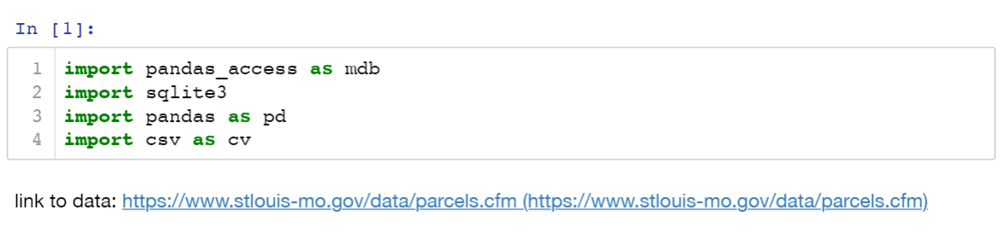 In [1]:
1 import pandas_access as mdb
2 import sqlite3
3 import pandas as pd
4 import csv as cv
link to data: https://www.stlouis-mo.gov/data/parcels.cfm (https://www.stlouis-mo.gov/data/parcels.cfm)